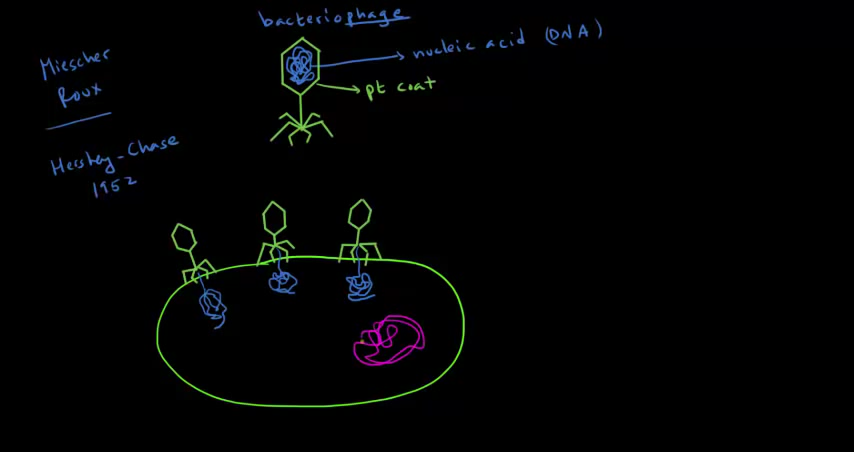 bacteriophage
nucleic acid (DNA)
pt coat
Miescher
Roux
Hershey-Chase
1952